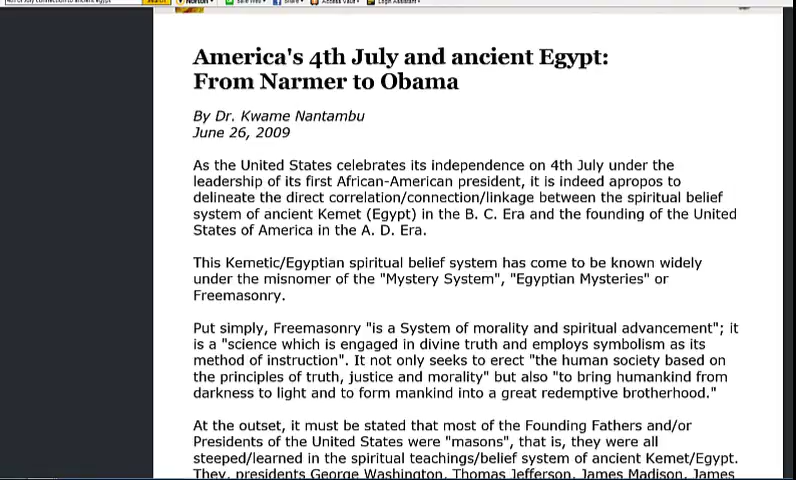 Norton
America's 4th July and ancient Egypt:
From Narmer to Obama
By Dr. Kwame Nantambu
June 26, 2009
As the United States celebrates its independence on 4th July under the
leadership of its first African-American president, it is indeed apropos to
delineate the direct correlation/connection/linkage between the spiritual belief
system of ancient Kemet (Egypt) in the B. C. Era and the founding of the United
States of America in the A. D. Era.
This Kemetic/Egyptian spiritual belief system has come to be known widely
under the misnomer of the "Mystery System", "Egyptian Mysteries" or
Freemasonry.
Put simply, Freemasonry "is a System of morality and spiritual advancement"; it
is a "science which is engaged in divine truth and employs symbolism as its
method of instruction". It not only seeks to erect "the human society based on
the principles of truth, justice and morality" but also "to bring humankind from
darkness to light and to form mankind into a great redemptive brotherhood."
At the outset, it must be stated that most of the Founding Fathers and/or
Presidents of the United States were "masons", that is, they were all
steeped/learned in the spiritual teachings/belief system of ancient Kemet/Egypt.
They, presidents George Washington, Thomas Jefferson, James Madison, James